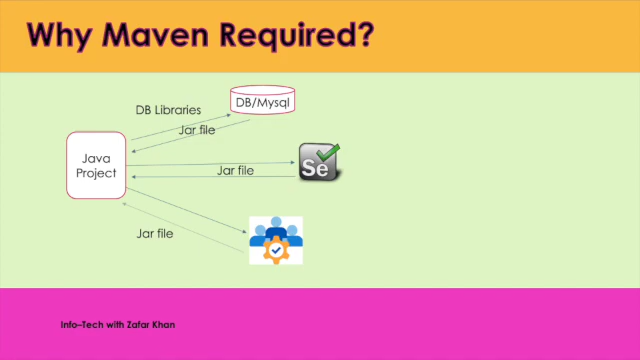 Why Maven Required?
DB/Mysql
DB Libraries
Jar file
Java
Project
Jar file
Se
Jar file
Info–Tech with Zafar Khan